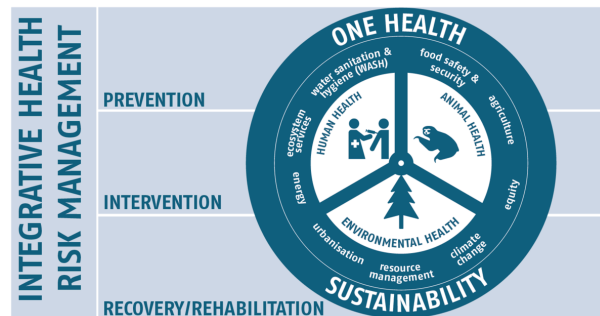 INTEGRATIVE HEALTH
RISK MANAGEMENT
PREVENTION
INTERVENTION
RECOVERY/REHABILITATION
ONE HEALTH
water sanitation &
hygiene (WASH)
food safety &
security
agriculture
equity
climate
change
resource
management
urbanisation
energy
ecosystem
services
HUMAN HEALTH
ANIMAL HEALTH
ENVIRONMENTAL HEALTH
SUSTAINABILITY